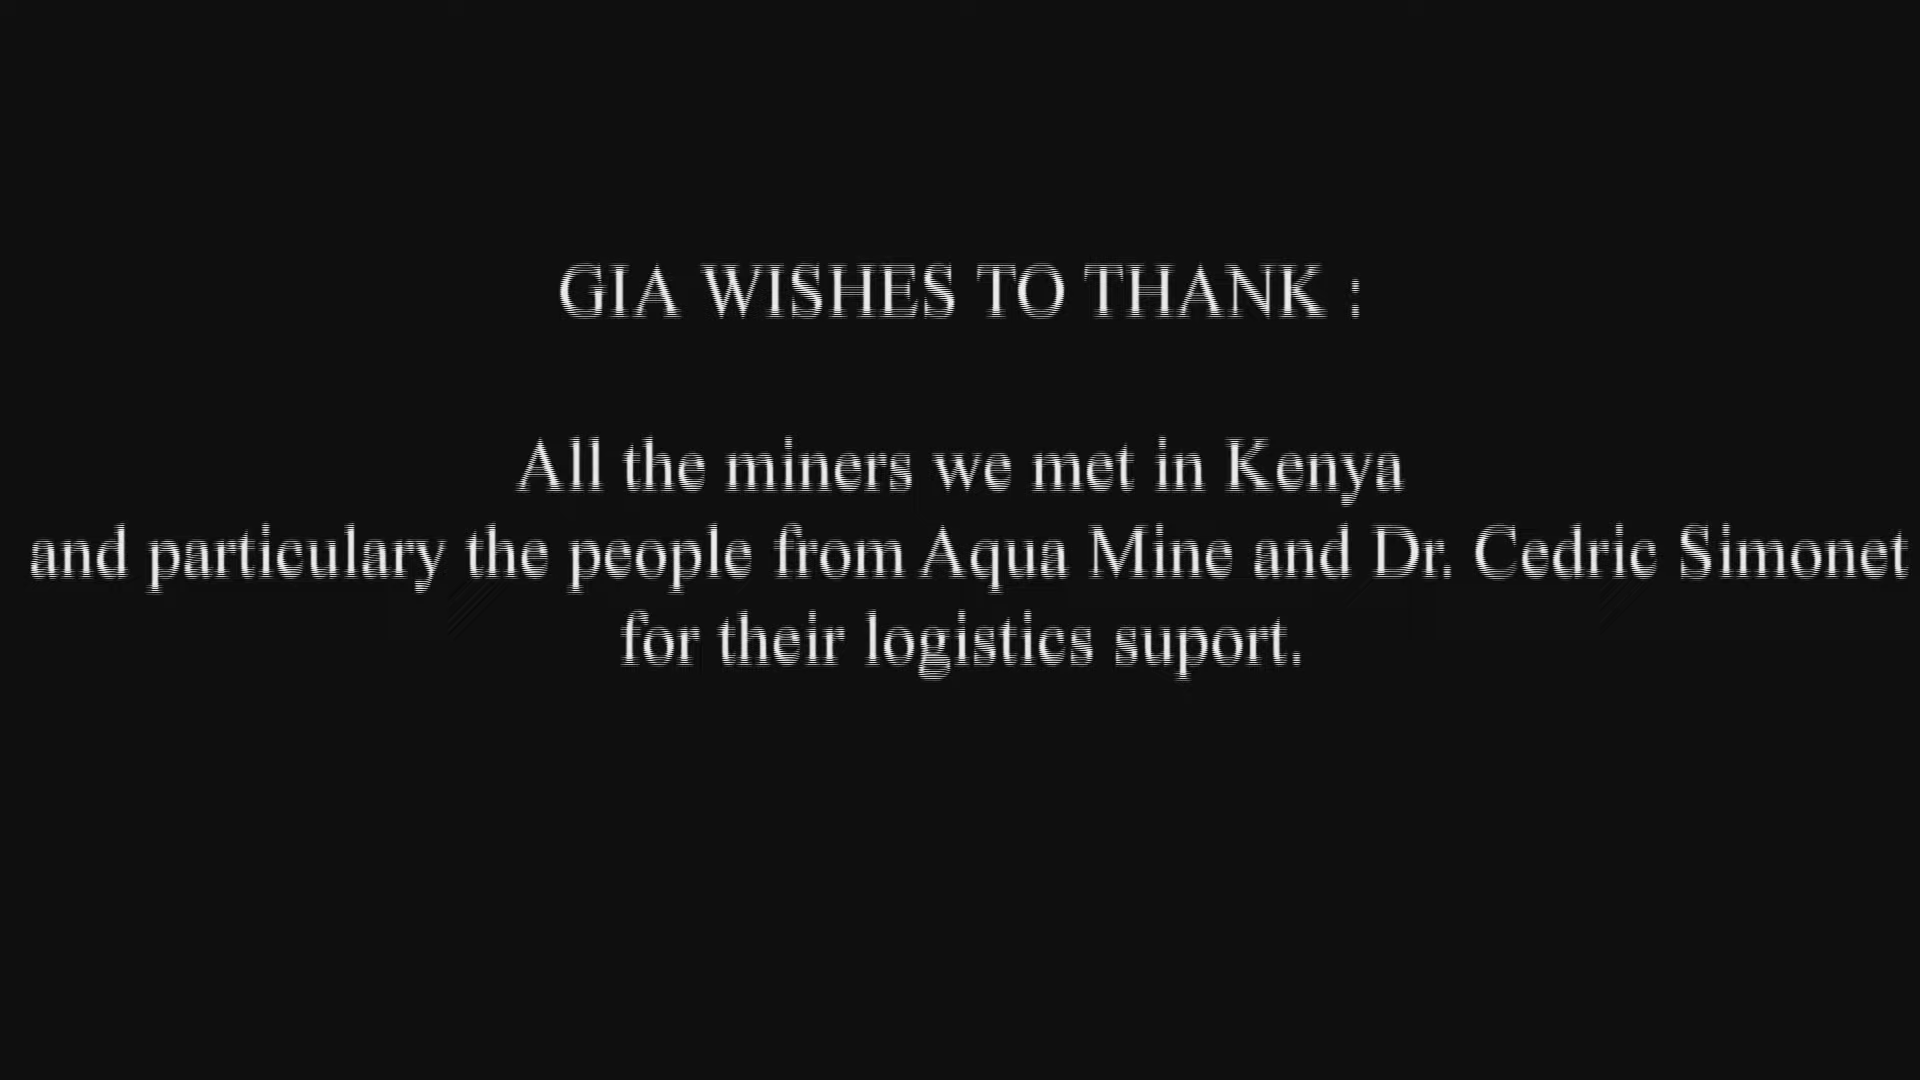 GIA WISHES TO THANK :
All the miners we met in Kenya
and particulary the people from Aqua Mine and Dr. Cedric Simonet
for their logistics suport.